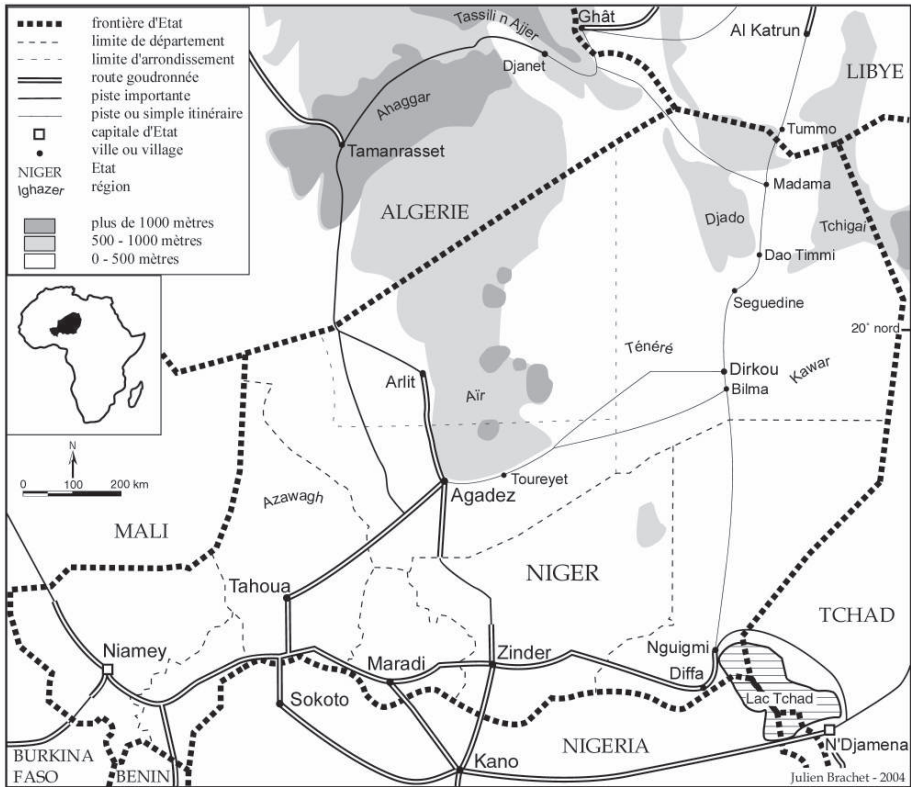 frontière d'Etat
limite de département
limite d'arrondissement
route goudronnée
piste importante
piste ou simple itinéraire
capitale d'Etat
ville ou village
NIGER Etat
Ighazer région
plus de 1000 mètres
500 - 1000 mètres
0 - 500 mètres
Tassili n Ajjer
Ghât
Al Katrun
Djanet
LIBYE
Ahaggar
Tummo
Tamanrasset
Madama
ALGERIE
Djado
Tchigai
Dao Timmi
Seguedine
20° nord
Ténéré
Dirkou
Kawar
Arlit
Aïr
Bilma
N
0 100 200 km
Toureyet
Agadez
Azawagh
MALI
NIGER
Tahoua
TCHAD
Niamey
Maradi
Zinder
Nguigmi
Diffa
Sokoto
Lac Tchad
BURKINA
FASO
BENIN
NIGERIA
N'Djamena
Kano
Julien Brachet - 2004